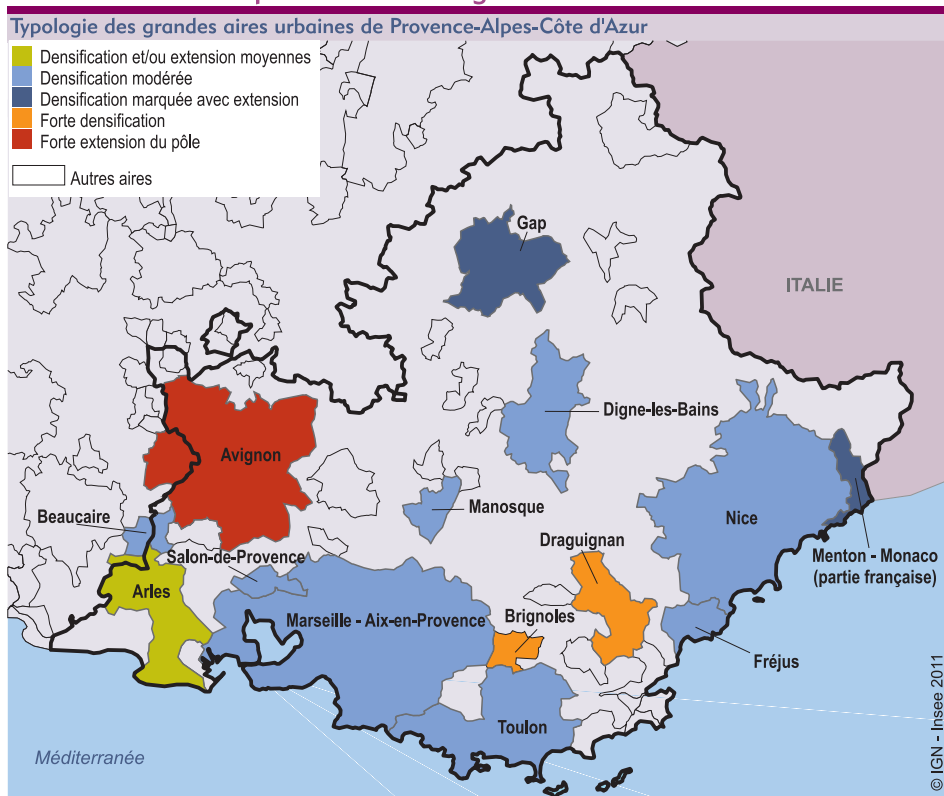 Typologie des grandes aires urbaines de Provence-Alpes-Côte d'Azur
Densification et/ou extension moyennes
Densification modérée
Densification marquée avec extension
Forte densification
Forte extension du pôle
Autres aires
Gap
ITALIE
Digne-les-Bains
Avignon
Manosque
Beaucaire
Nice
Salon-de-Provence
Draguignan
Menton - Monaco
(partie française)
Arles
Brignoles
Marseille - Aix-en-Provence
Fréjus
Toulon
Méditerranée
© IGN - Insee 2011